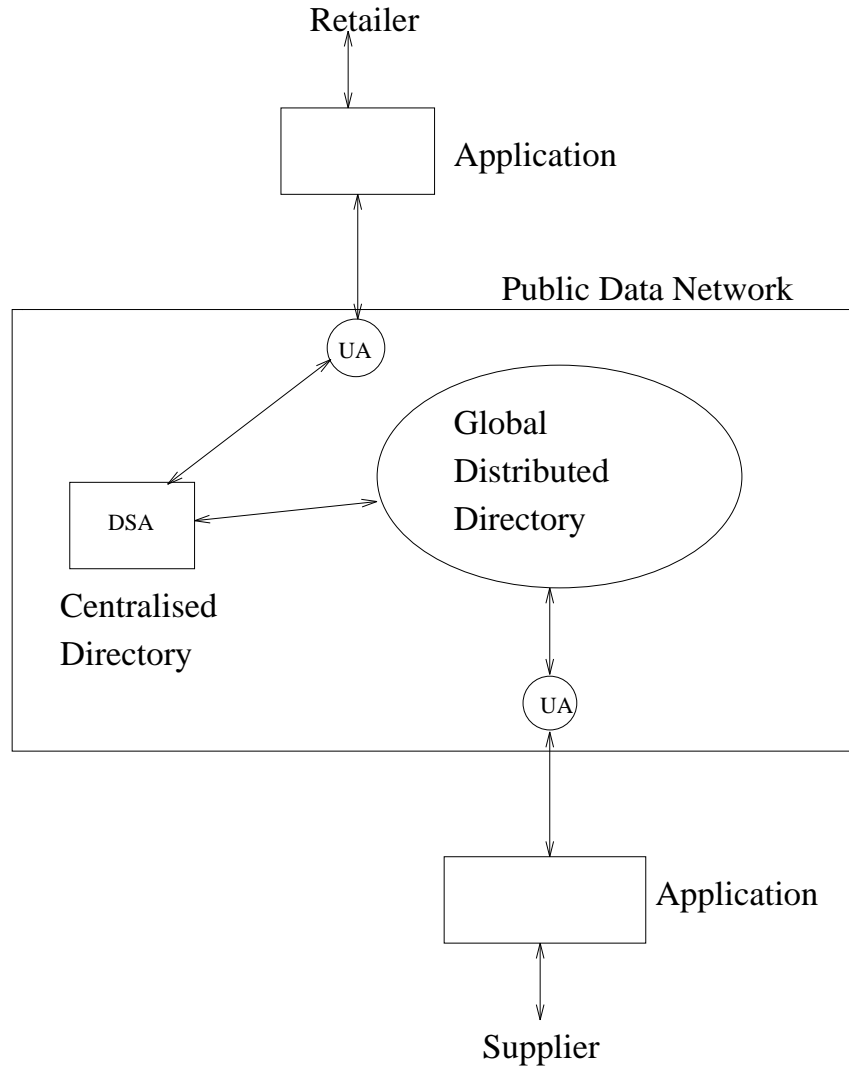 Retailer
Application
Public Data Network
UA
Global
Distributed
Directory
DSA
Centralised
Directory
UA
Application
Supplier